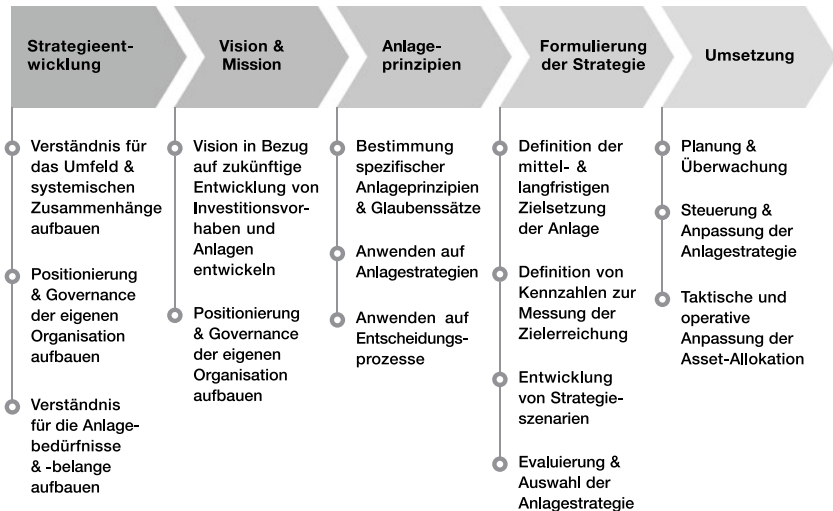 Strategieent-
wicklung
Verständnis für
das Umfeld &
systemischen
Zusammenhänge
aufbauen
Positionierung
& Governance
der eigenen
Organisation
aufbauen
Verständnis
für die Anlage-
bedürfnisse
& -belange
aufbauen
Vision &
Mission
Vision in Bezug
auf zukünftige
Entwicklung von
Investitionsvor-
haben und
Anlagen
entwickeln
Positionierung
& Governance
der eigenen
Organisation
aufbauen
Anlage-
prinzipien
Bestimmung
spezifischer
Anlageprinzipien
& Glaubenssätze
Anwenden auf
Anlagestrategien
Anwenden auf
Entscheidungs-
prozesse
Formulierung
der Strategie
Definition der
mittel- &
langfristigen
Zielsetzung
der Anlage
Definition von
Kennzahlen zur
Messung der
Zielerreichung
Entwicklung
von Strategie-
szenarien
Evaluierung &
Auswahl der
Anlagestrategie
Umsetzung
Planung &
Überwachung
Steuerung &
Anpassung der
Anlagestrategie
Taktische und
operative
Anpassung der
Asset-Allokation